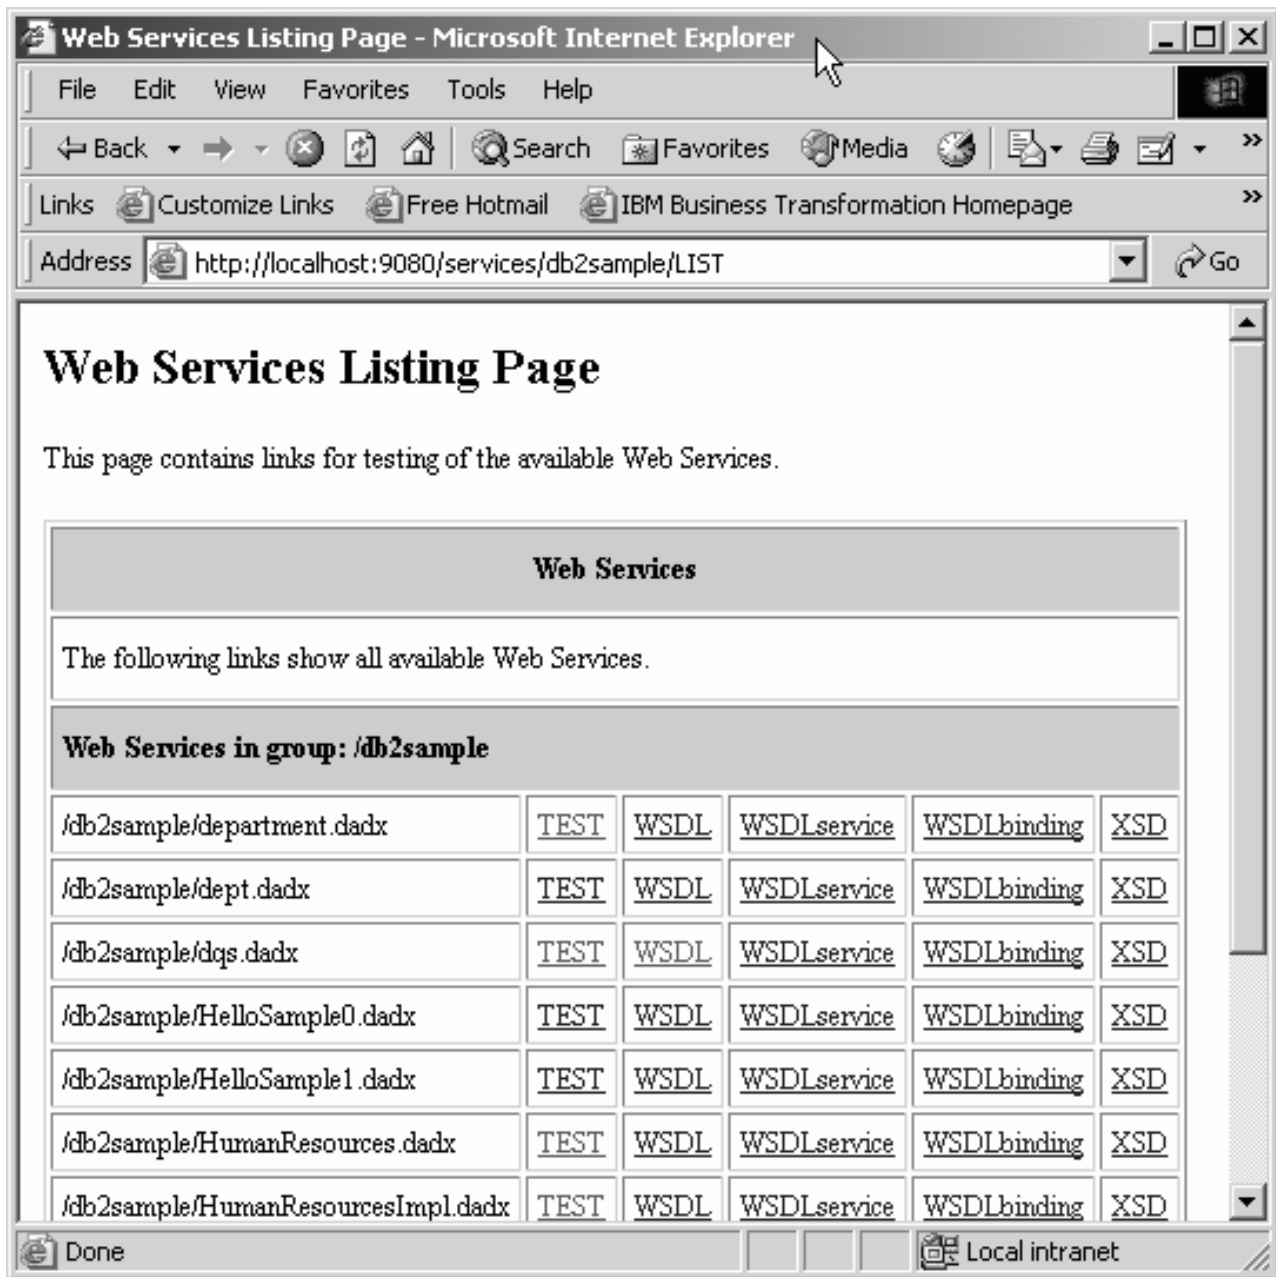 Web Services Listing Page - Microsoft Internet Explorer
File Edit View Favorites Tools Help
Back Search Favorites Media »
Links Customize Links Free Hotmail IBM Business Transformation Homepage »
Address http://localhost:9080/services/db2sample/LIST Go
Web Services Listing Page
This page contains links for testing of the available Web Services.
Web Services
The following links show all available Web Services.
Web Services in group: /db2sample
/db2sample/department.dadx TEST WSDL WSDLservice WSDLbinding XSD
/db2sample/dept.dadx TEST WSDL WSDLservice WSDLbinding XSD
/db2sample/dqs.dadx TEST WSDL WSDLservice WSDLbinding XSD
/db2sample/HelloSample0.dadx TEST WSDL WSDLservice WSDLbinding XSD
/db2sample/HelloSample1.dadx TEST WSDL WSDLservice WSDLbinding XSD
/db2sample/HumanResources.dadx TEST WSDL WSDLservice WSDLbinding XSD
/db2sample/HumanResourcesImpl.dadx TEST WSDL WSDLservice WSDLbinding XSD
Done Local intranet